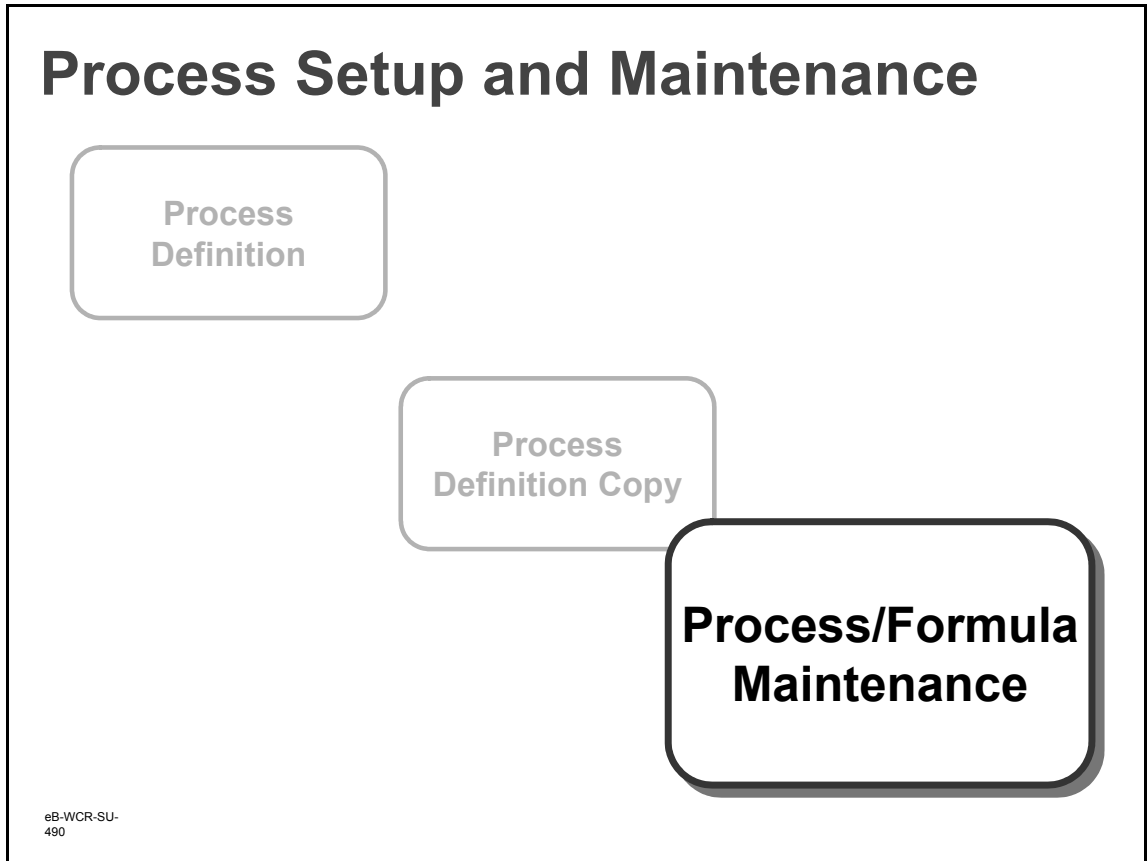 Process Setup and Maintenance
Process
Definition
Process
Definition Copy
Process/Formula
Maintenance
eB-WCR-SU-
490